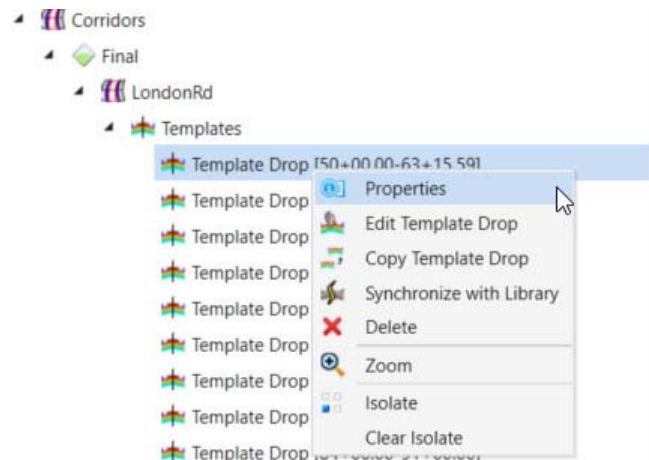 Corridors
Final
LondonRd
Templates
Template Drop [50+00.00-63+15.59]
Properties
Template Drop
Edit Template Drop
Template Drop
Copy Template Drop
Template Drop
Synchronize with Library
Template Drop
Delete
Template Drop
Zoom
Template Drop
Isolate
Template Drop
Clear Isolate
Template Drop